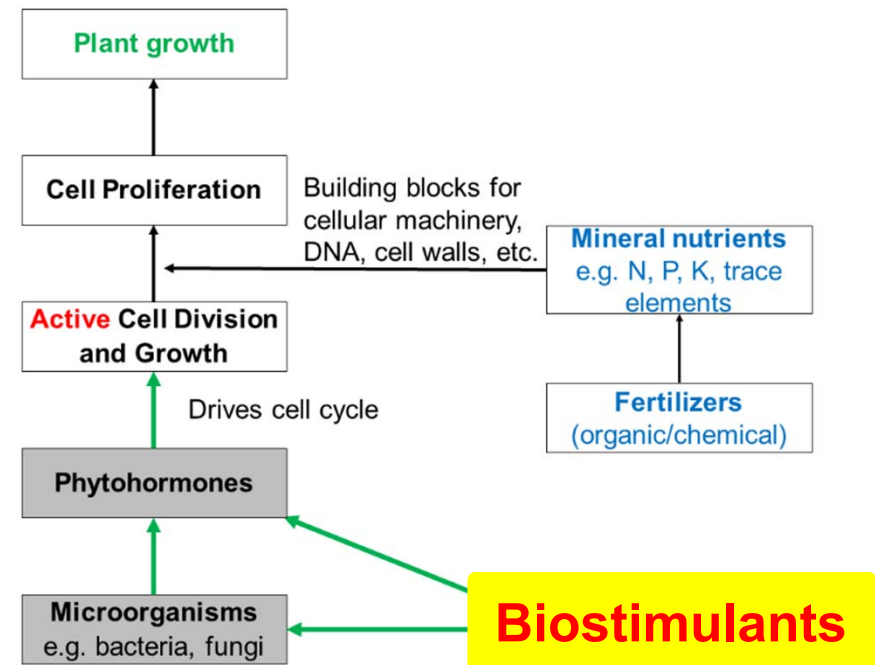 Plant growth
Cell Proliferation
Building blocks for
cellular machinery,
DNA, cell walls, etc.
Mineral nutrients
e.g. N, P, K, trace
elements
Active Cell Division
and Growth
Fertilizers
(organic/chemical)
Drives cell cycle
Phytohormones
Microorganisms
e.g. bacteria, fungi
Biostimulants